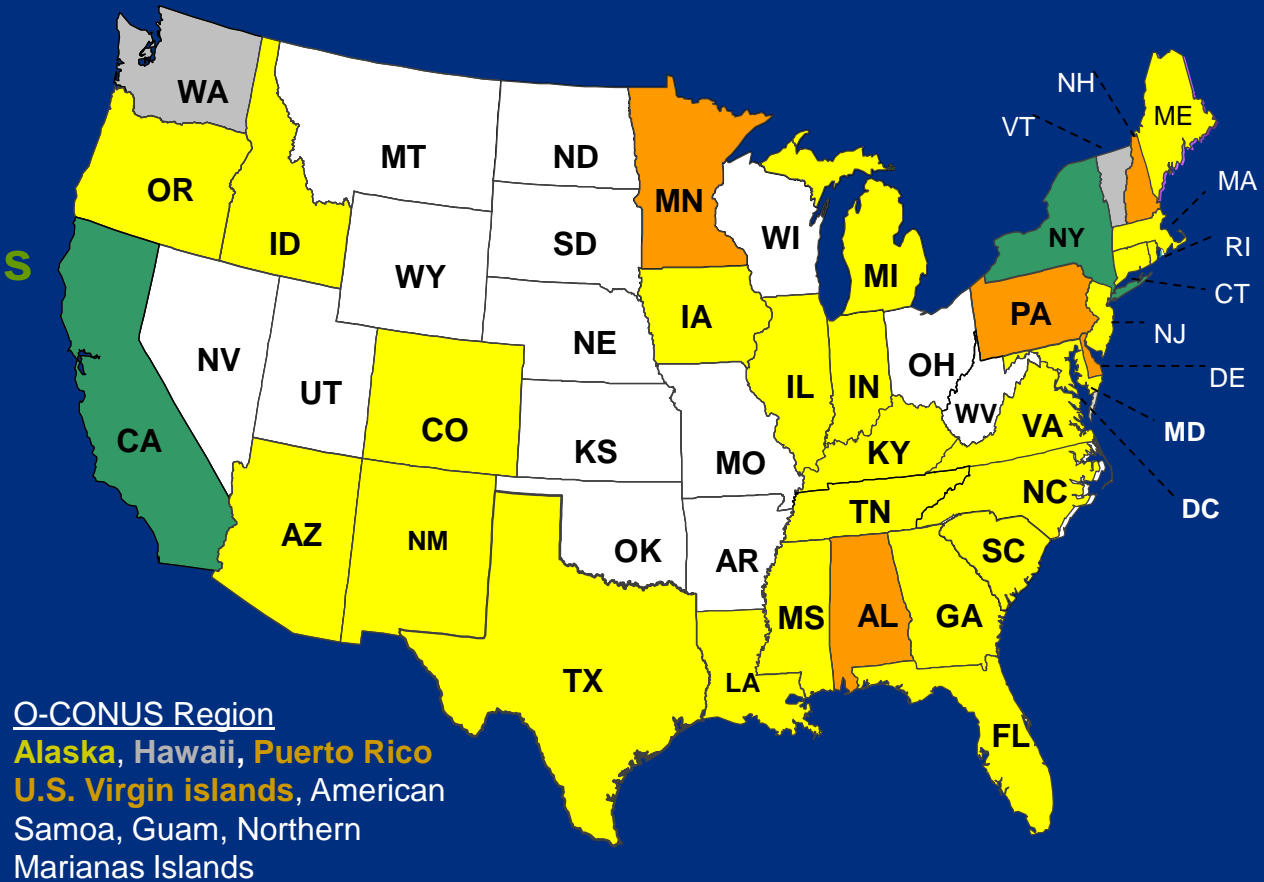 NH
WA
ME
VT
MT
ND
OR
MN
MA
ID
SD
WI
NY
RI
S
WY
MI
CT
IA
PA
NE
NJ
NV
OH
UT
IL
IN
DE
CO
WV
VA
MD
CA
KS
KY
MO
NC
DC
AZ
NM
TN
OK
AR
SC
MS
AL
GA
TX
LA
FL
O-CONUS Region
Alaska, Hawaii, Puerto Rico
U.S. Virgin islands, American
Samoa, Guam, Northern
Marianas Islands